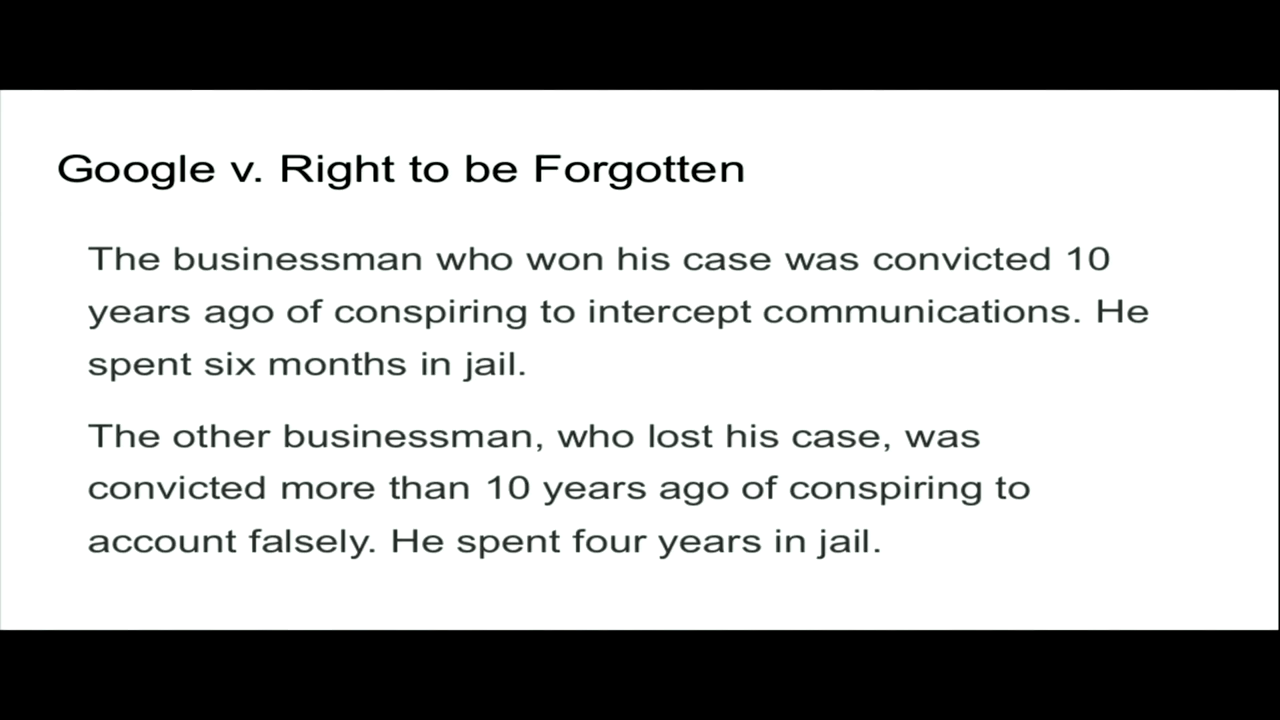 Google v. Right to be Forgotten
The businessman who won his case was convicted 10
years ago of conspiring to intercept communications. He
spent six months in jail.
The other businessman, who lost his case, was
convicted more than 10 years ago of conspiring to
account falsely. He spent four years in jail.